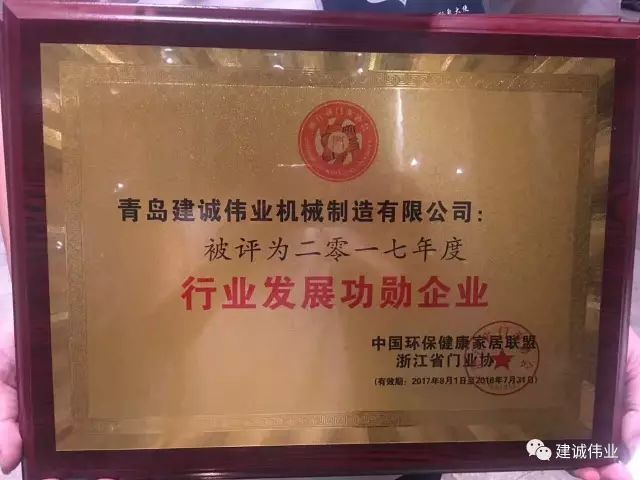 青岛建诚伟业机械制造有限公司：
被评为二零一七年度
行业发展功勋企业
中国环保健康家居联盟
浙江省门业协
(有效期：2017年8月1日至2018年7月31日)
建诚伟业